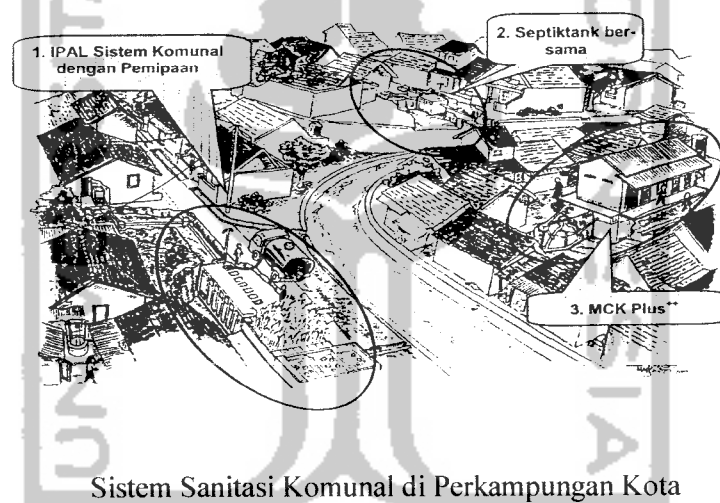 1. IPAL Sistem Komunal
dengan Pemipaan
2. Septiktank ber-
sama
3. MCK Plus++
Sistem Sanitasi Komunal di Perkampungan Kota